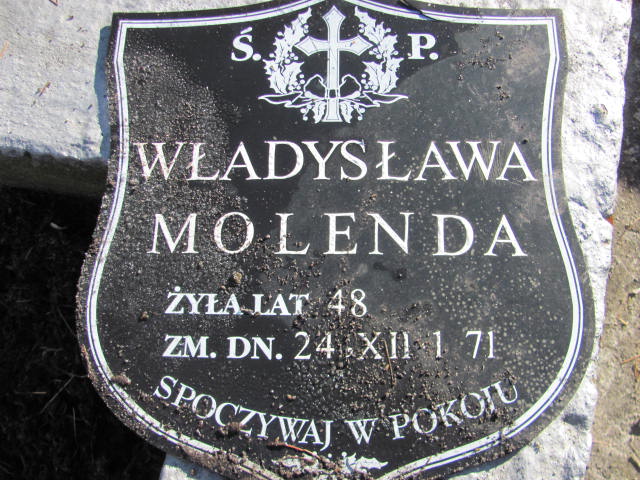 Ś. P.
WŁADYSŁAWA
MOLENDA
ŻYŁA LAT 48
ZM. DN. 24 XII 1 71
SPOCZYWAJ W POKOJU